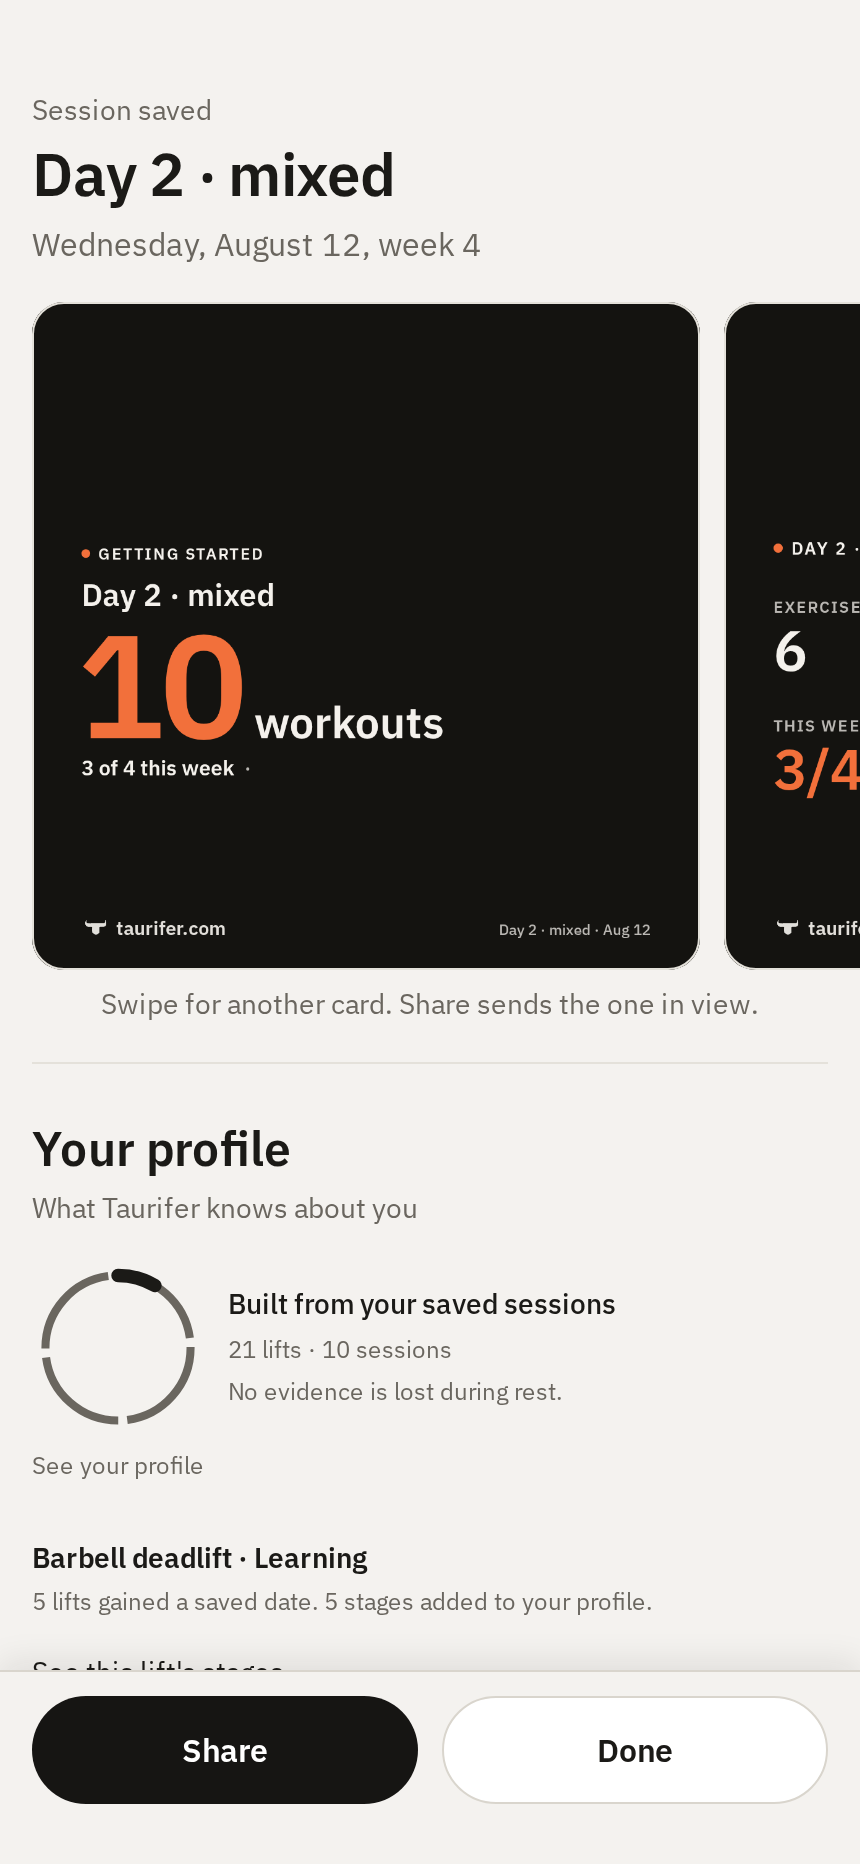 Session saved
Day 2 · mixed
Wednesday, August 12, week 4
GETTING STARTED
Day 2 · mixed
10 workouts
3 of 4 this week ·
taurifer.com
Day 2 · mixed · Aug 12
DAY 2 ·
EXERCISE
6
THIS WEE
3/4
Swipe for another card. Share sends the one in view.
Your profile
What Taurifer knows about you
Built from your saved sessions
21 lifts · 10 sessions
No evidence is lost during rest.
See your profile
Barbell deadlift · Learning
5 lifts gained a saved date. 5 stages added to your profile.
See this lift's stages
Share
Done